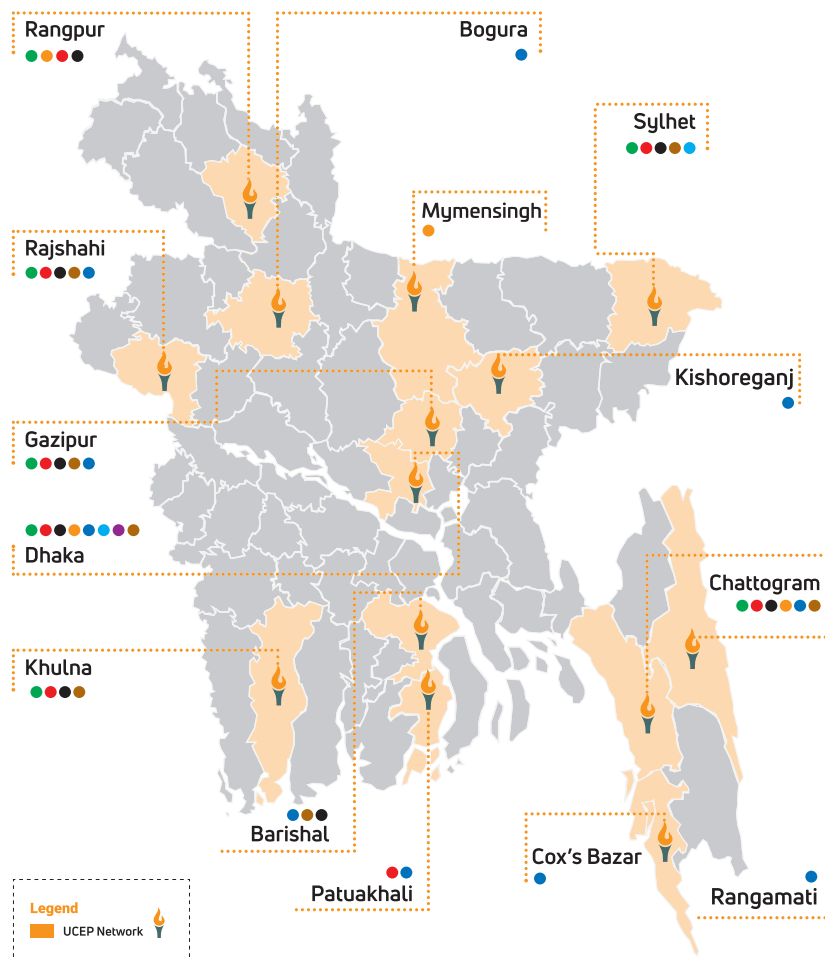 Rangpur
Bogura
Sylhet
Mymensingh
Rajshahi
Kishoreganj
Gazipur
Dhaka
Chattogram
Khulna
Barishal
Cox's Bazar
Patuakhali
Rangamati
Legend
UCEP Network